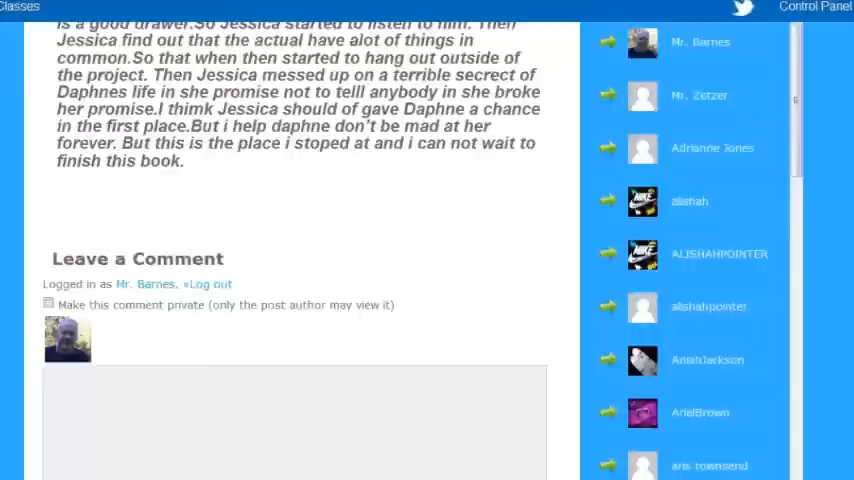 Classes
Control Panel
is a good drawer.So Jessica started to listen to him. Then
Jessica find out that the actual have alot of things in
common.So that when then started to hang out outside of
the project. Then Jessica messed up on a terrible secrect of
Daphnes life in she promise not to telll anybody in she broke
her promise.I thimk Jessica should of gave Daphne a chance
in the first place.But i help daphne don't be mad at her
forever. But this is the place i stoped at and i can not wait to
finish this book.
Leave a Comment
Logged in as Mr. Barnes. »Log out
Make this comment private (only the post author may view it)
Mr. Barnes
Mr. Zetzer
Adrianne Jones
alishah
ALISHAHPOINTER
alishahpointer
AniahJackson
ArielBrown
aris townsend